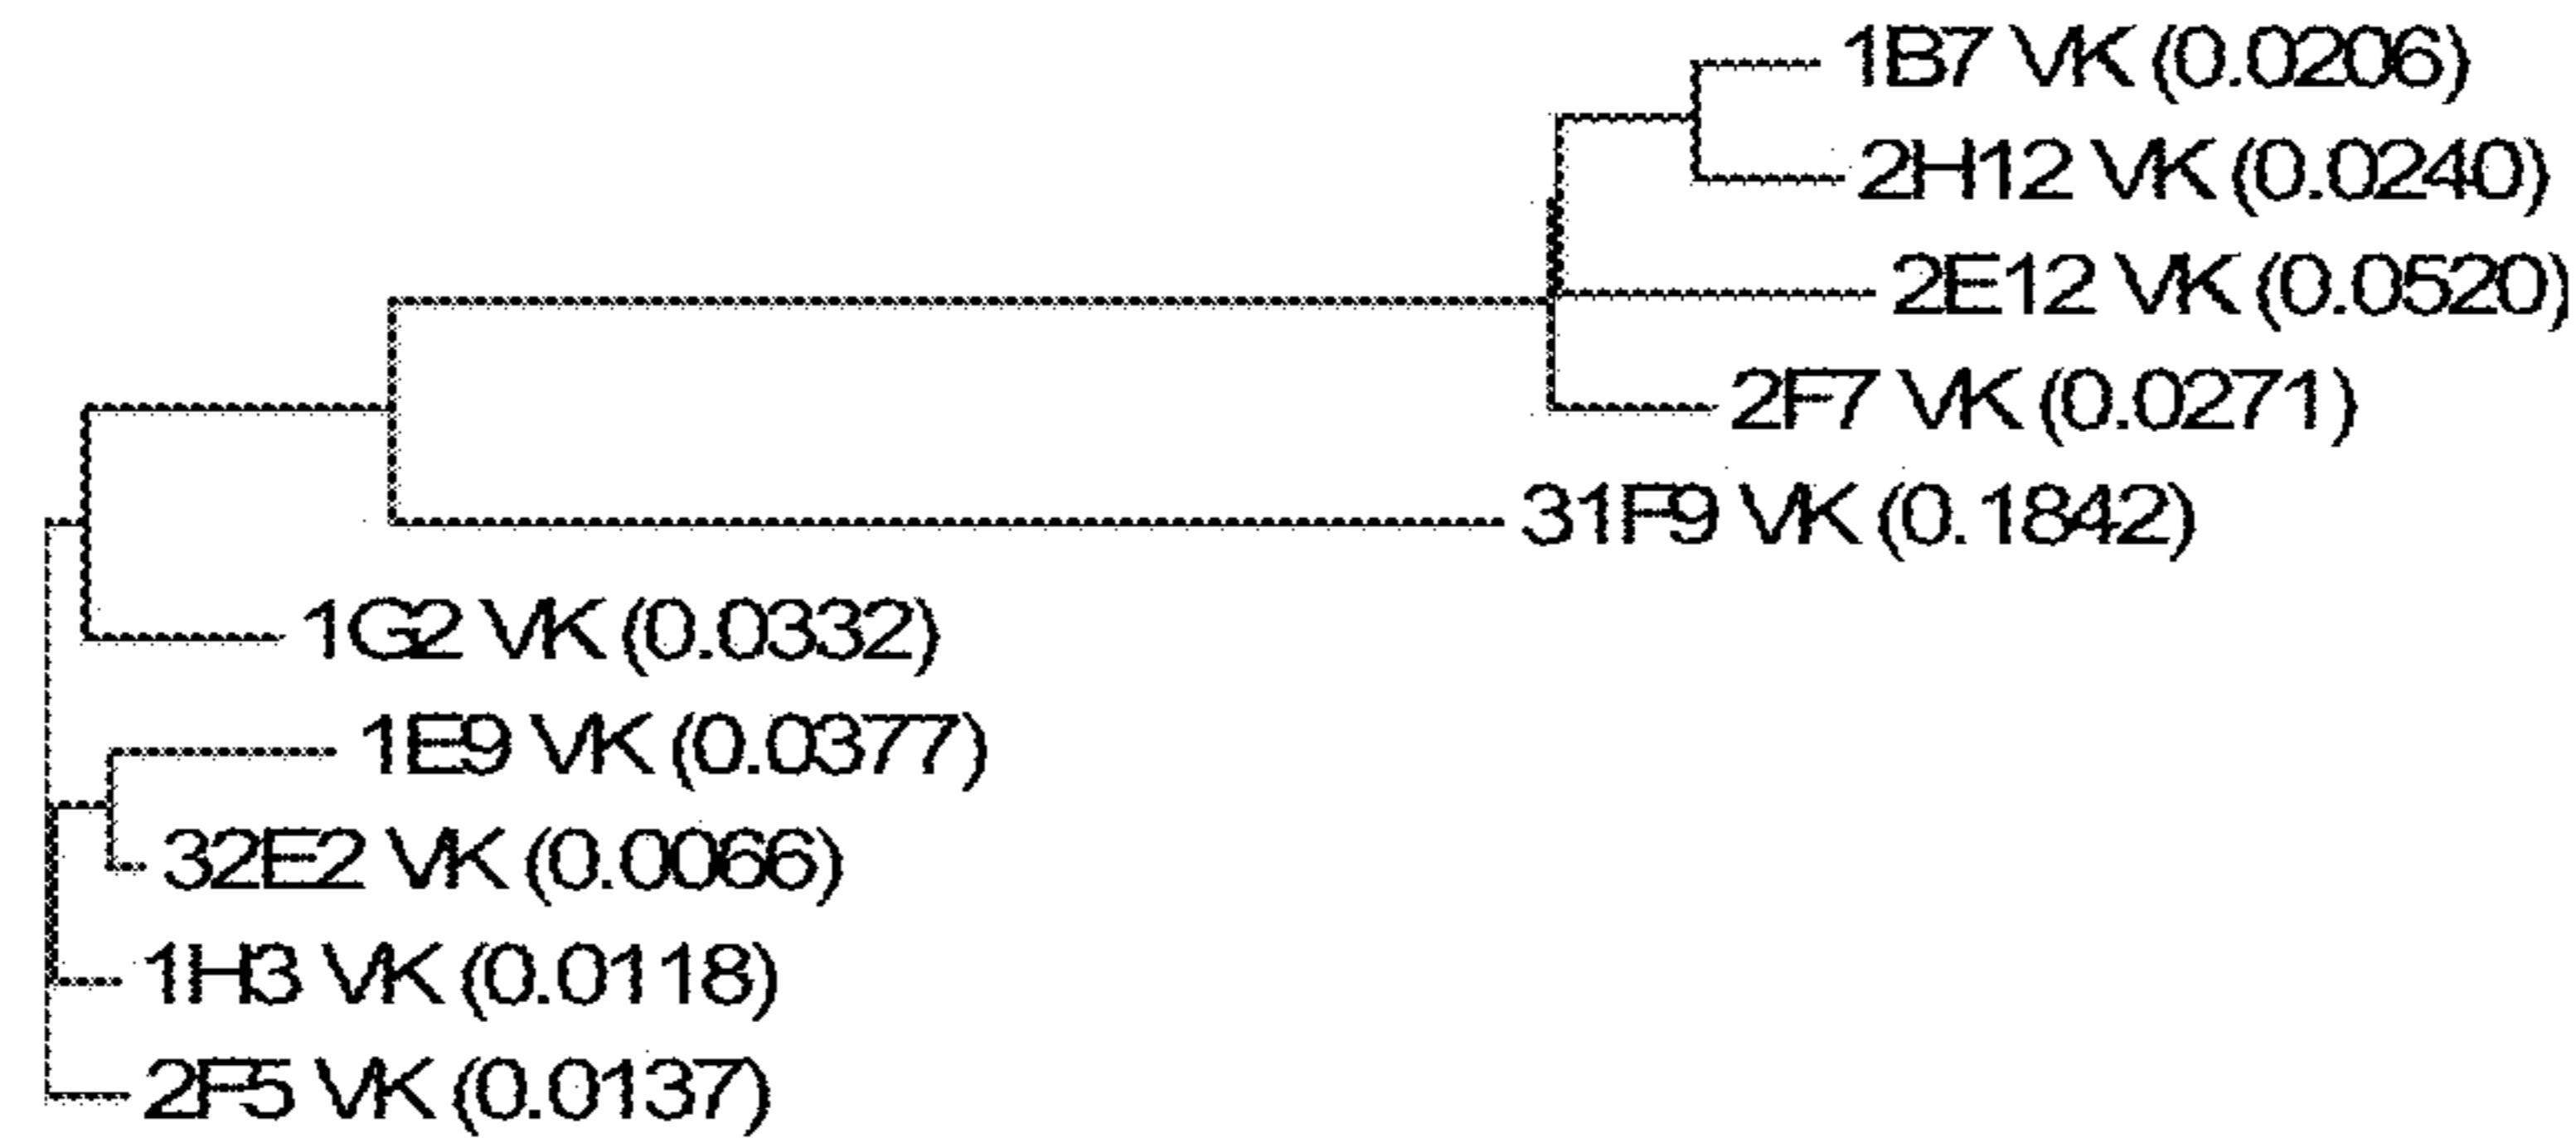 1B7 VK (0.0206)
2H12 VK (0.0240)
2E12 VK (0.0520)
2F7 VK (0.0271)
31F9 VK (0.1842)
1G2 VK (0.0332)
1E9 VK (0.0377)
32E2 VK (0.0066)
1H3 VK (0.0118)
2F5 VK (0.0137)